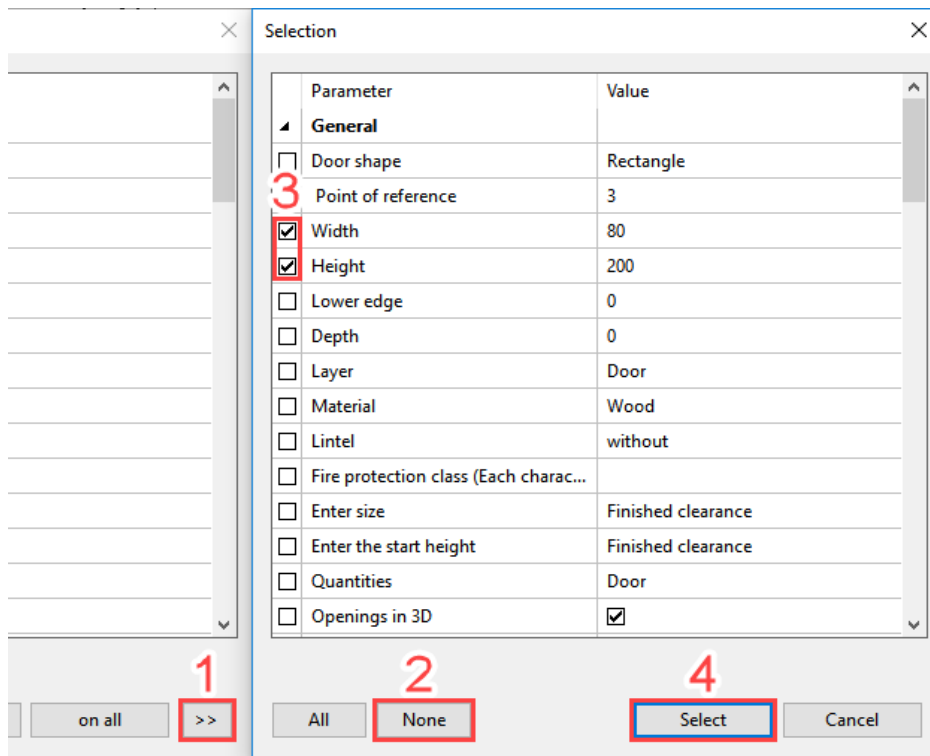 Selection
Parameter Value
General
Door shape Rectangle
3
Point of reference 3
Width 80
Height 200
Lower edge 0
Depth 0
Layer Door
Material Wood
Lintel without
Fire protection class (Each charac...
Enter size Finished clearance
Enter the start height Finished clearance
Quantities Door
Openings in 3D
1 2 4
on all >> All None Select Cancel